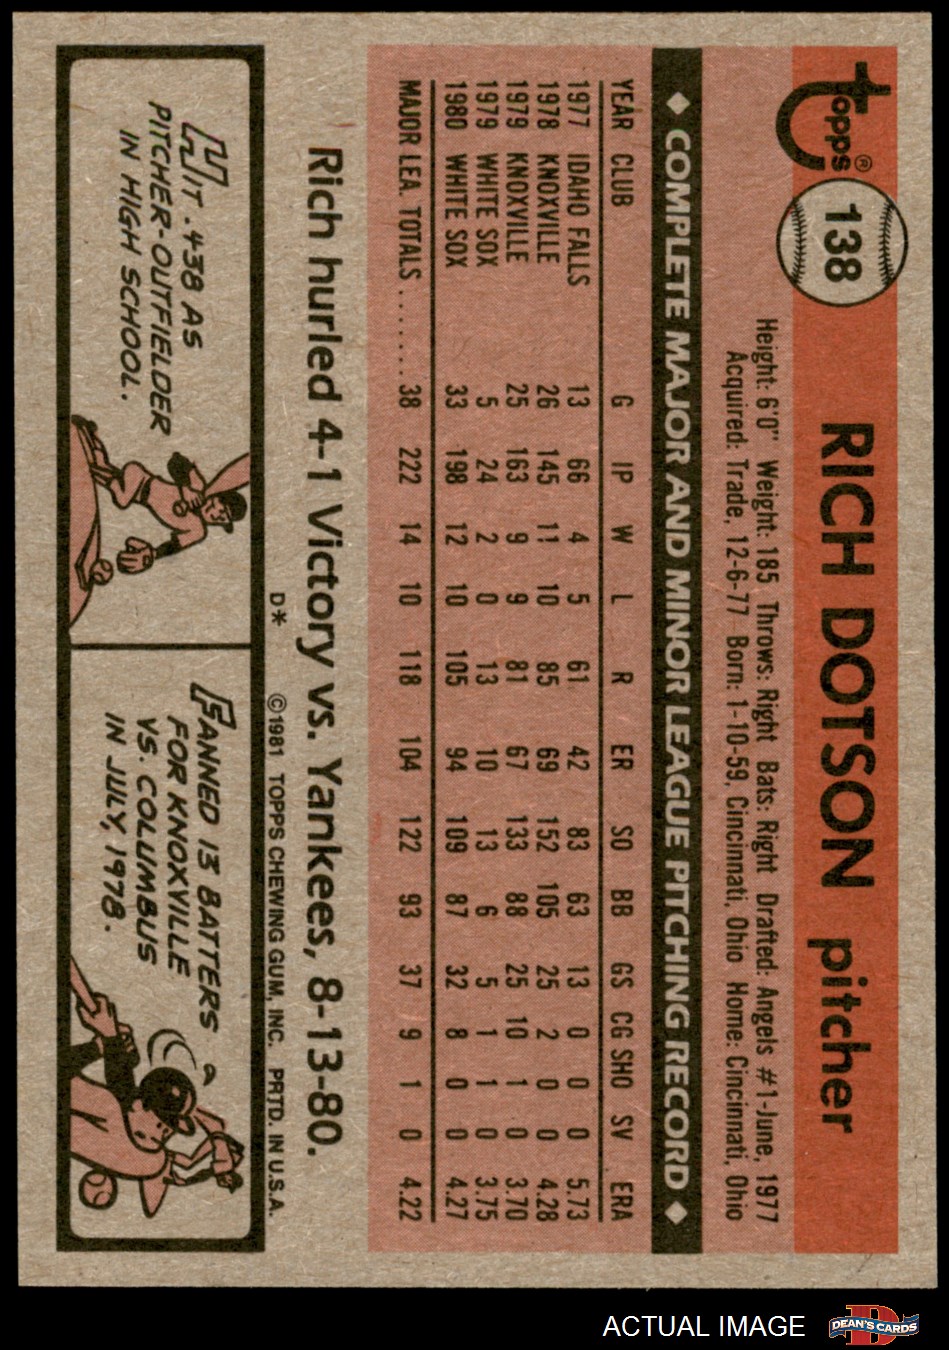 topps®
138
RICH DOTSON pitcher
Height: 6'0" Weight: 185 Throws: Right Bats: Right Drafted: Angels #1-June, 1977
Acquired: Trade, 12-6-77 Born: 1-10-59, Cincinnati, Ohio Home: Cincinnati, Ohio
◆ COMPLETE MAJOR AND MINOR LEAGUE PITCHING RECORD ◆
YEAR CLUB G IP W L R ER SO BB GS CG SHO SV ERA
1977 IDAHO FALLS 13 66 4 5 61 42 83 63 13 0 0 0 5.73
1978 KNOXVILLE 26 145 11 10 85 69 152 105 25 2 0 0 4.28
1979 KNOXVILLE 25 163 9 9 81 67 133 88 25 10 1 0 3.70
1979 WHITE SOX 5 24 2 0 13 10 13 6 5 1 1 0 3.75
1980 WHITE SOX 33 198 12 10 105 94 109 87 32 8 0 0 4.27
MAJOR LEA. TOTALS ........ 38 222 14 10 118 104 122 93 37 9 1 0 4.22
Rich hurled 4-1 Victory vs. Yankees, 8-13-80.
D* ©1981 TOPPS CHEWING GUM, INC. PRTD. IN U.S.A.
HIT .438 AS
PITCHER-OUTFIELDER
IN HIGH SCHOOL.
FANNED 13 BATTERS
FOR KNOXVILLE
VS. COLUMBUS
IN JULY, 1978.
ACTUAL IMAGE
D
DEAN'S CARDS